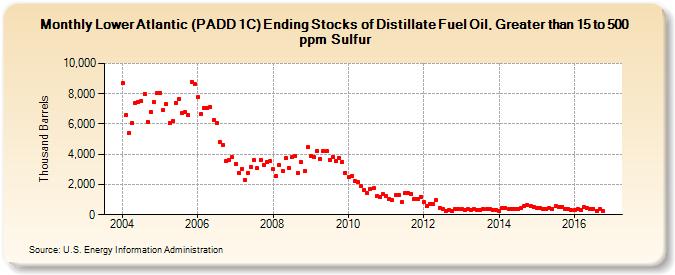 Monthly Lower Atlantic (PADD 1C) Ending Stocks of Distillate Fuel Oil, Greater than 15 to 500
ppm Sulfur
Thousand Barrels
10,000
8,000
6,000
4,000
2,000
0
2004 2006 2008 2010 2012 2014 2016
Source: U.S. Energy Information Administration